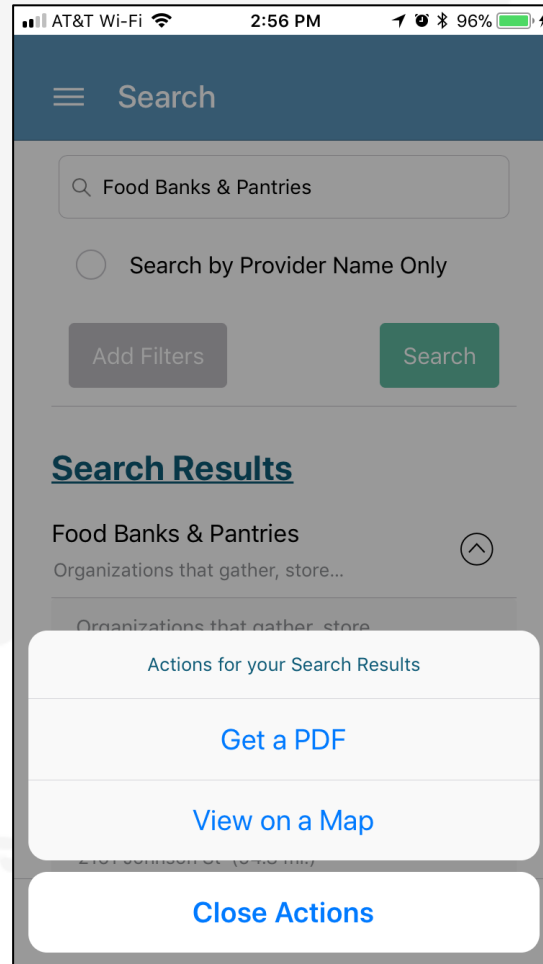 AT&T Wi-Fi 2:56 PM 96%
Search
Food Banks & Pantries
Search by Provider Name Only
Add Filters Search
Search Results
Food Banks & Pantries
Organizations that gather, store...
Organizations that gather, store
Actions for your Search Results
Get a PDF
View on a Map
Close Actions